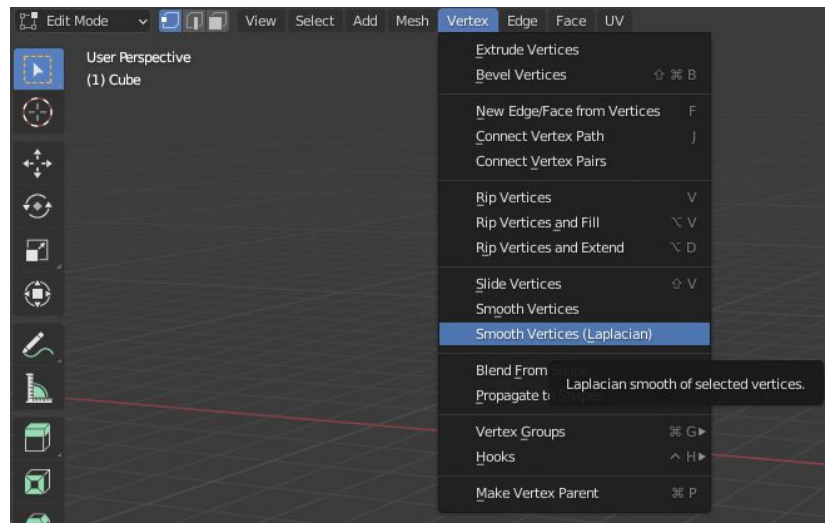 Edit Mode View Select Add Mesh Vertex Edge Face UV
User Perspective
(1) Cube
Extrude Vertices
Bevel Vertices ⇧ ⌘ B
New Edge/Face from Vertices F
Connect Vertex Path J
Connect Vertex Pairs
Rip Vertices V
Rip Vertices and Fill ⌥ V
Rip Vertices and Extend ⌥ D
Slide Vertices ⇧ V
Smooth Vertices
Smooth Vertices (Laplacian)
Blend From
Laplacian smooth of selected vertices.
Propagate t
Vertex Groups ⌘ G▶
Hooks ^ H▶
Make Vertex Parent ⌘ P